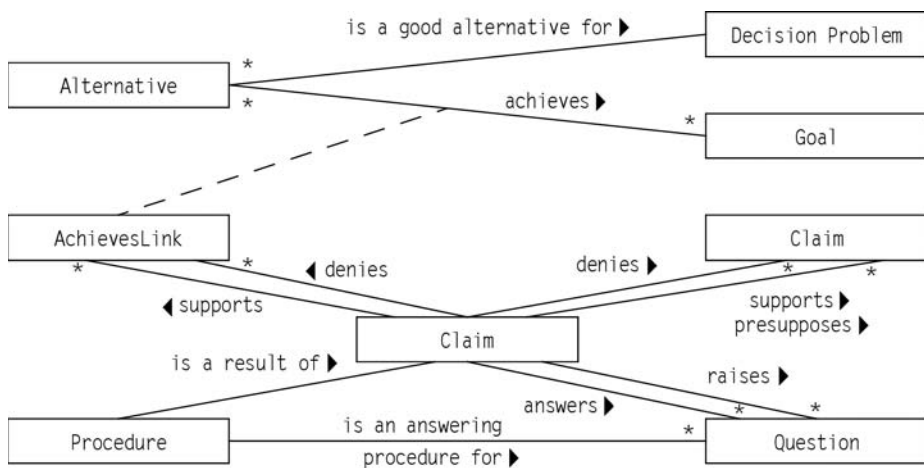 is a good alternative for ▶
Decision Problem
*
Alternative
*
achieves ▶
*
Goal
AchievesLink
Claim
*
*
◀ denies
denies ▶
*
*
◀ supports
supports ▶
presupposes ▶
Claim
is a result of ▶
raises ▶
answers ▶
*
*
Procedure
is an answering
procedure for ▶
*
Question